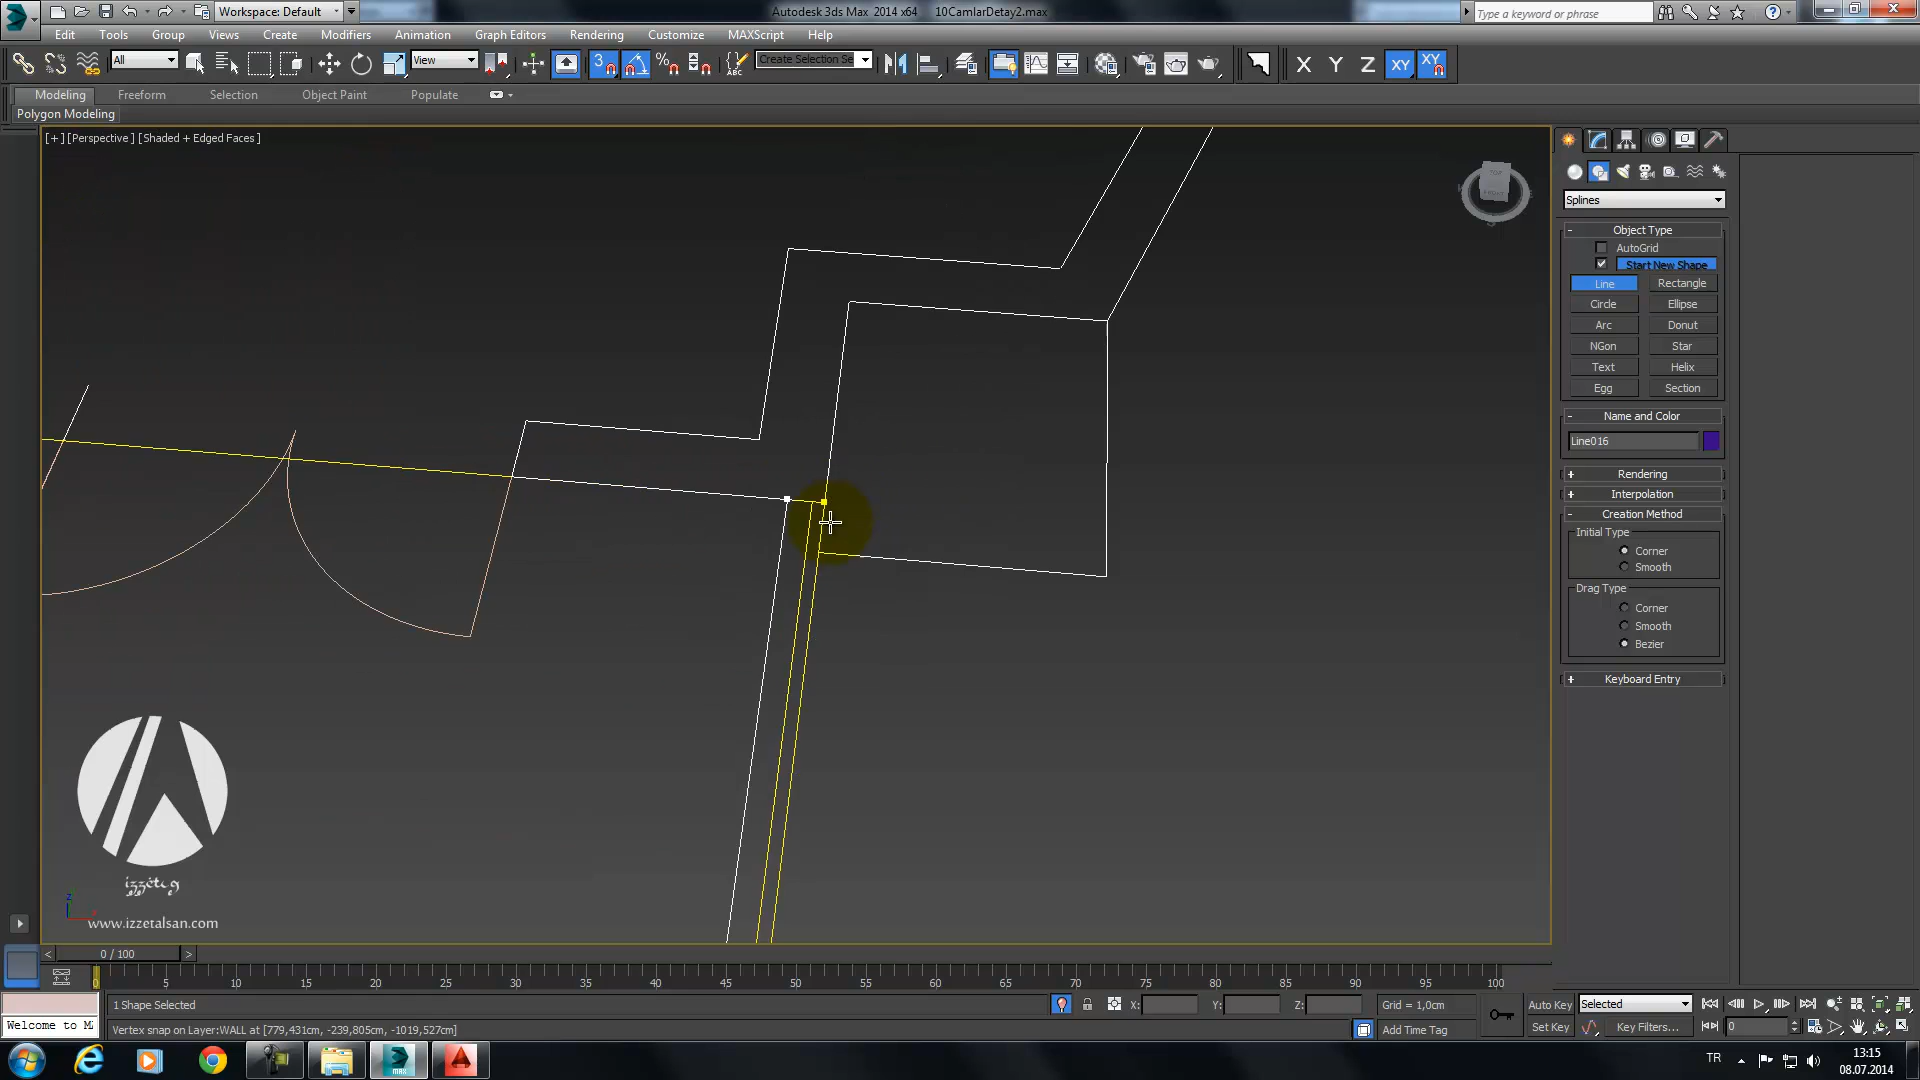 Workspace: Default
Autodesk 3ds Max 2014 x64 10CamlarDetay2.max
Type a keyword or phrase
Edit Tools Group Views Create Modifiers Animation Graph Editors Rendering Customize MAXScript Help
All View Create Selection Se X Y Z XY XY
Modeling Freeform Selection Object Paint Populate
Polygon Modeling
[+] [Perspective] [Shaded + Edged Faces]
TOP
Splines
Object Type
AutoGrid
Start New Shape
Line Rectangle
Circle Ellipse
Arc Donut
NGon Star
Text Helix
Egg Section
Name and Color
Line016
Rendering
Interpolation
Creation Method
Initial Type
Corner
Smooth
Drag Type
Corner
Smooth
Bezier
Keyboard Entry
www.izzetalsan.com
0 / 100
0 5 10 15 20 25 30 35 40 45 50 55 60 65 70 75 80 85 90 95 100
1 Shape Selected X: Y: Z: Grid = 1,0cm Auto Key Selected
Welcome to M Vertex snap on Layer:WALL at [779,431cm, -239,805cm, -1019,527cm] Add Time Tag Set Key Key Filters... 0
TR 13:15
08.07.2014